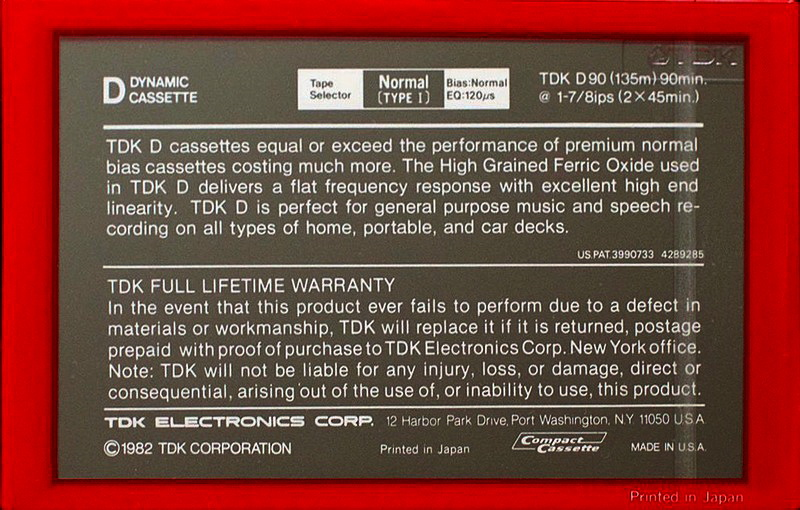 TDK
D DYNAMIC CASSETTE
Tape Selector Normal (TYPE I) Bias:Normal EQ:120µs
TDK D90 (135m) 90min.
@ 1-7/8ips (2×45min.)
TDK D cassettes equal or exceed the performance of premium normal
bias cassettes costing much more. The High Grained Ferric Oxide used
in TDK D delivers a flat frequency response with excellent high end
linearity. TDK D is perfect for general purpose music and speech re-
cording on all types of home, portable, and car decks.
US.PAT.3990733 4289285
TDK FULL LIFETIME WARRANTY
In the event that this product ever fails to perform due to a defect in
materials or workmanship, TDK will replace it if it is returned, postage
prepaid with proof of purchase to TDK Electronics Corp. New York office.
Note: TDK will not be liable for any injury, loss, or damage, direct or
consequential, arising out of the use of, or inability to use, this product.
TDK ELECTRONICS CORP. 12 Harbor Park Drive, Port Washington, N.Y. 11050 U.S.A
©1982 TDK CORPORATION Printed in Japan Compact Cassette MADE IN U.S.A.
Printed in Japan